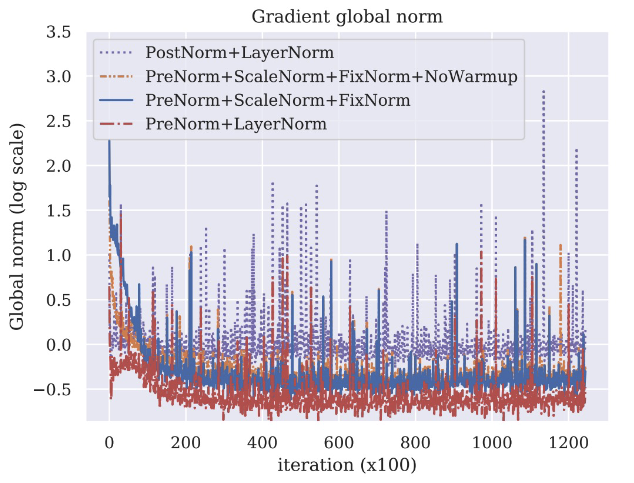 Gradient global norm
3.5
3.0
2.5
2.0
1.5
1.0
0.5
0.0
−0.5
Global norm (log scale)
PostNorm+LayerNorm
PreNorm+ScaleNorm+FixNorm+NoWarmup
PreNorm+ScaleNorm+FixNorm
PreNorm+LayerNorm
0 200 400 600 800 1000 1200
iteration (x100)